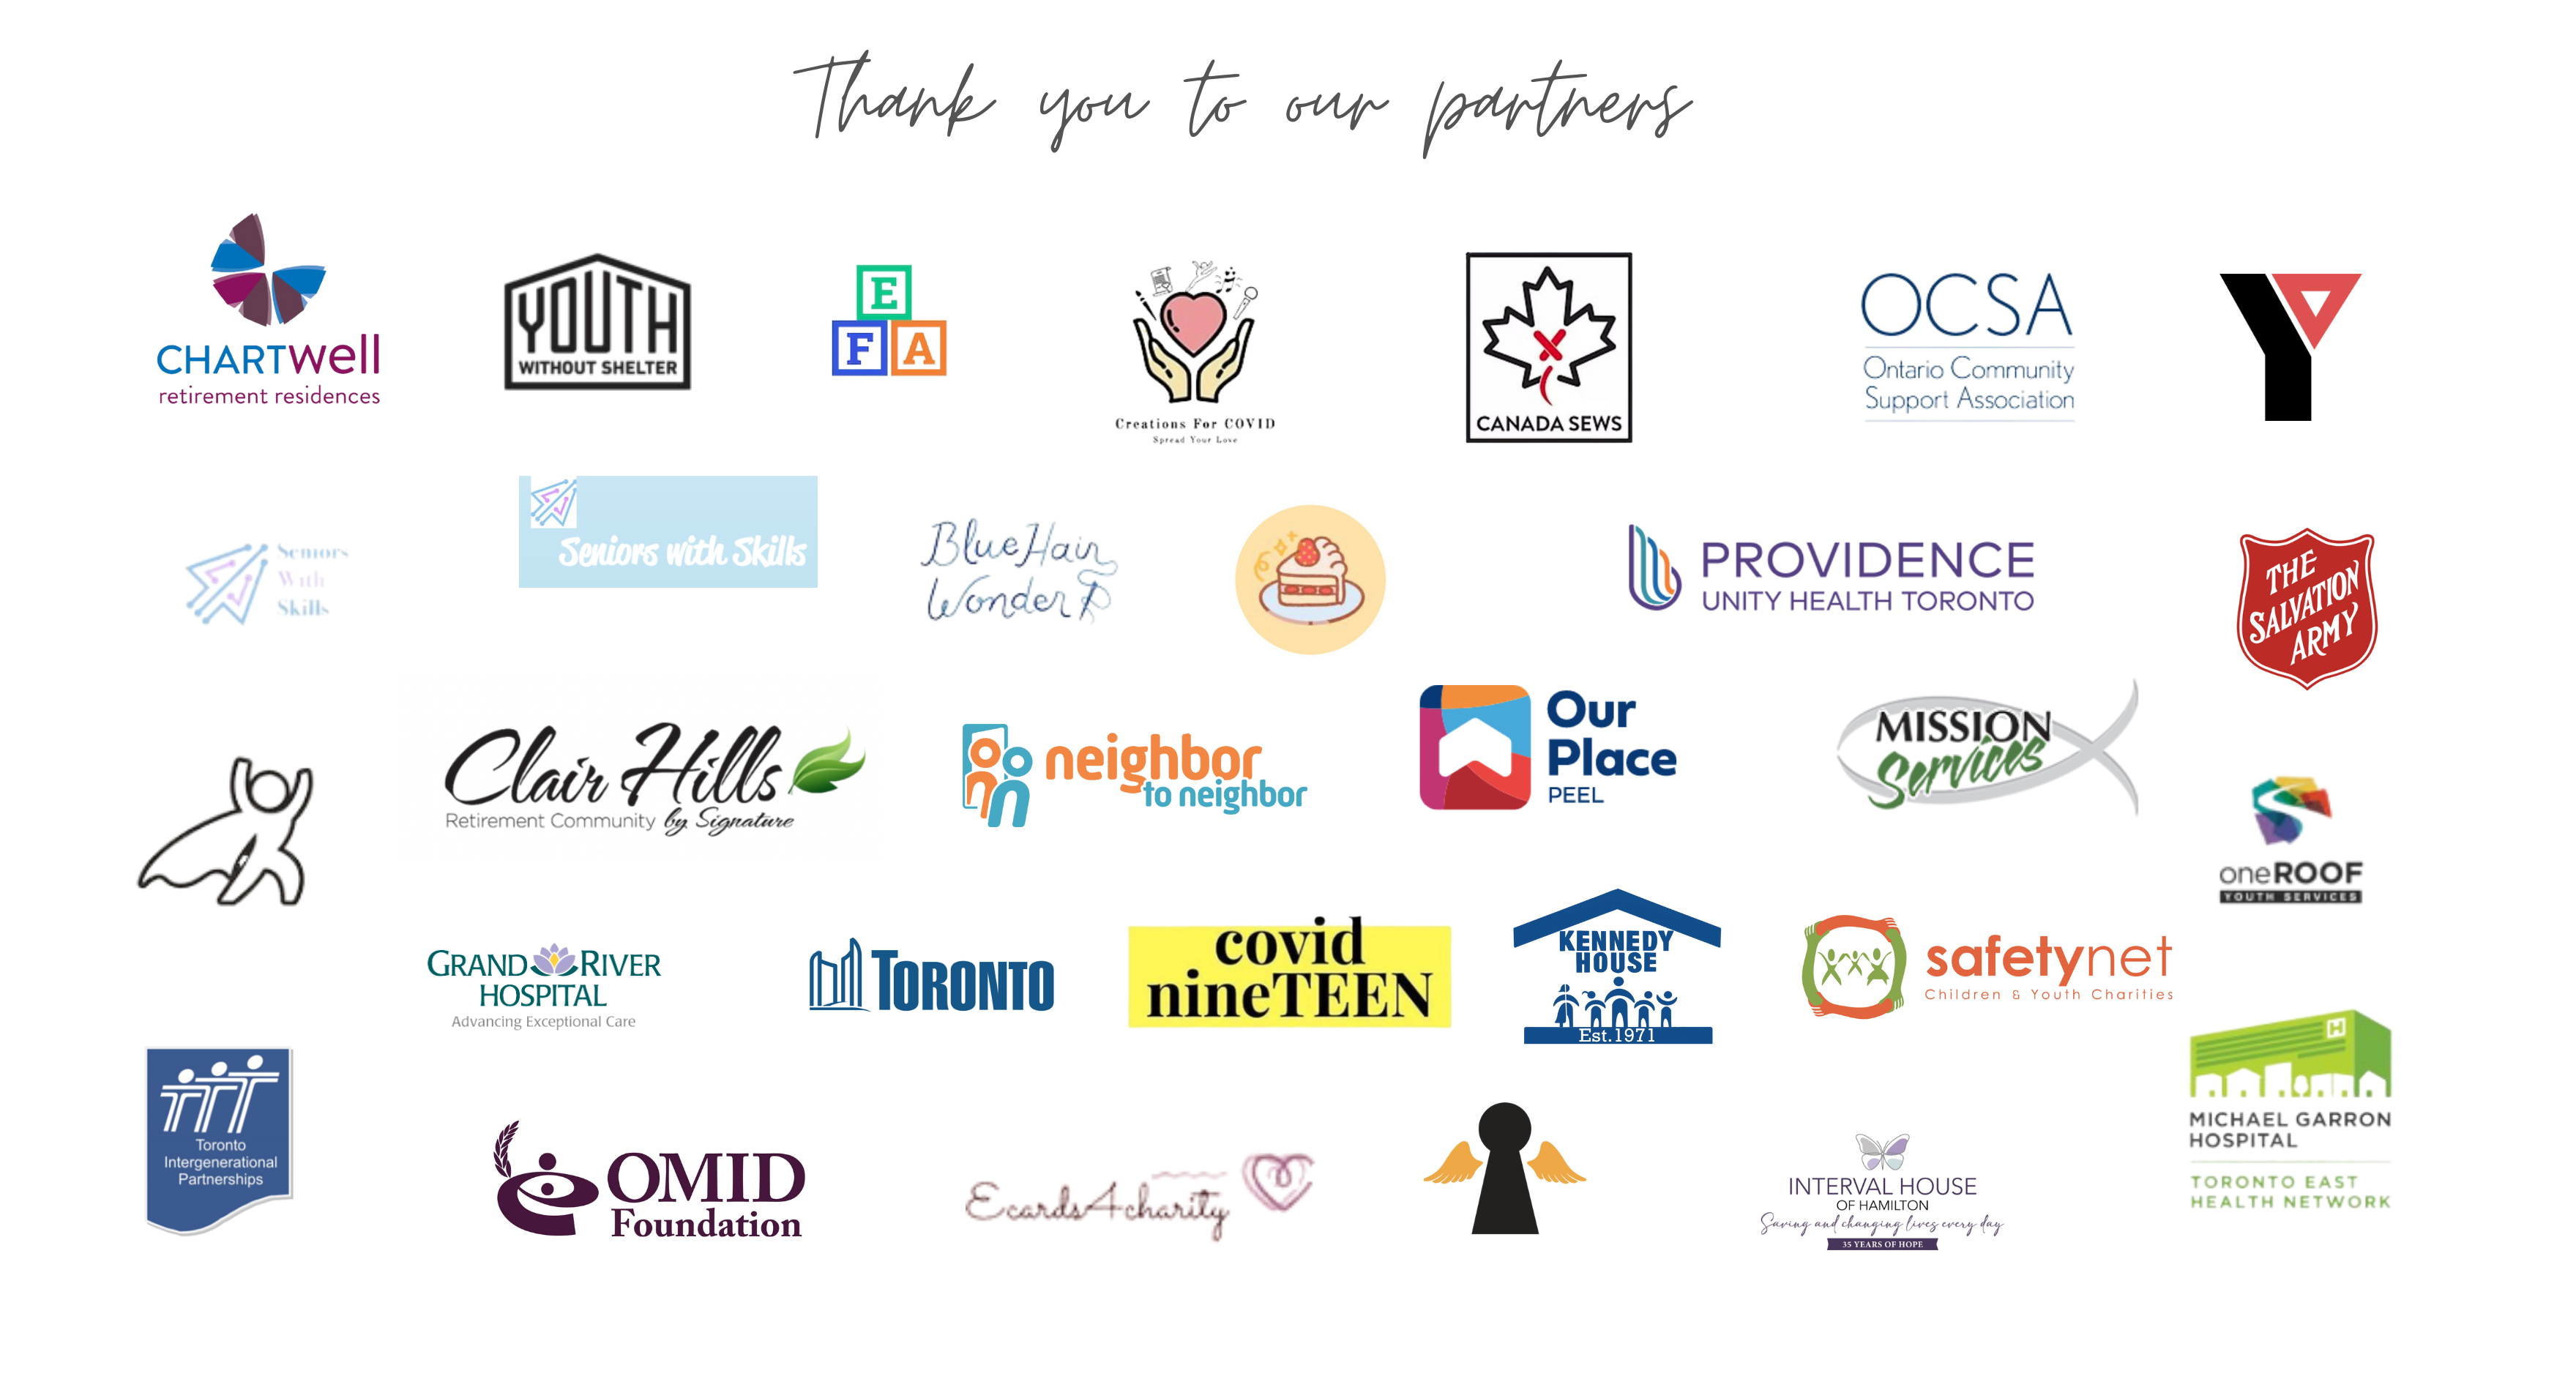 Thank you to our partners
CHARTwell
retirement residences
YOUTH
WITHOUT SHELTER
E
F A
Creations For COVID
Spread Your Love
CANADA SEWS
OCSA
Ontario Community
Support Association
Y
Seniors
With
Skills
Seniors with Skills
Blue Hair
Wonder
PROVIDENCE
UNITY HEALTH TORONTO
THE
SALVATION
ARMY
Clair Hills
Retirement Community by Signature
neighbor
to neighbor
Our
Place
PEEL
MISSION
Services
oneROOF
YOUTH SERVICES
GRAND RIVER
HOSPITAL
Advancing Exceptional Care
TORONTO
covid
nineTEEN
KENNEDY
HOUSE
Est.1971
safetynet
Children & Youth Charities
Toronto
Intergenerational
Partnerships
OMID
Foundation
Ecards4charity
INTERVAL HOUSE
OF HAMILTON
Saving and changing lives every day
35 YEARS OF HOPE
H
MICHAEL GARRON
HOSPITAL
TORONTO EAST
HEALTH NETWORK